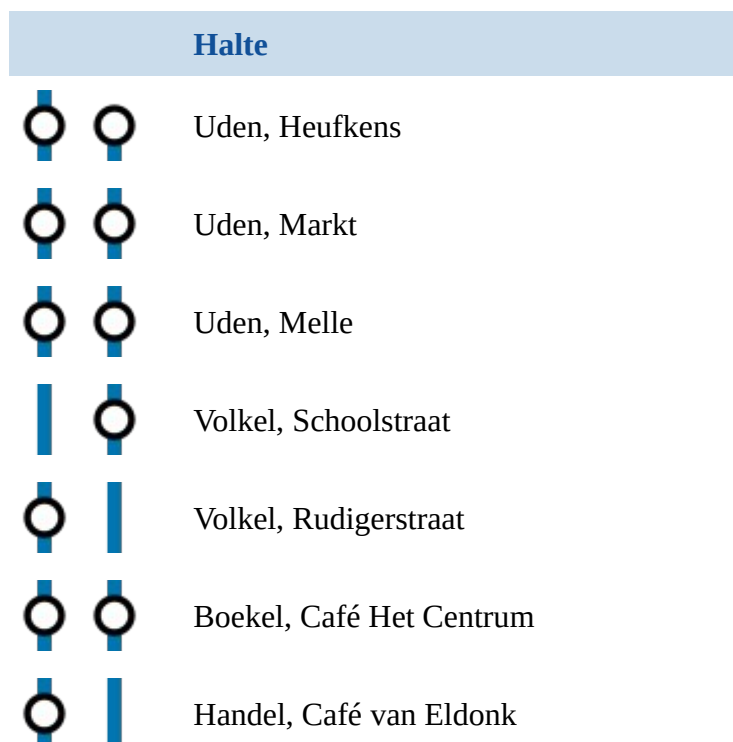 Halte
Uden, Heufkens
Uden, Markt
Uden, Melle
Volkel, Schoolstraat
Volkel, Rudigerstraat
Boekel, Café Het Centrum
Handel, Café van Eldonk